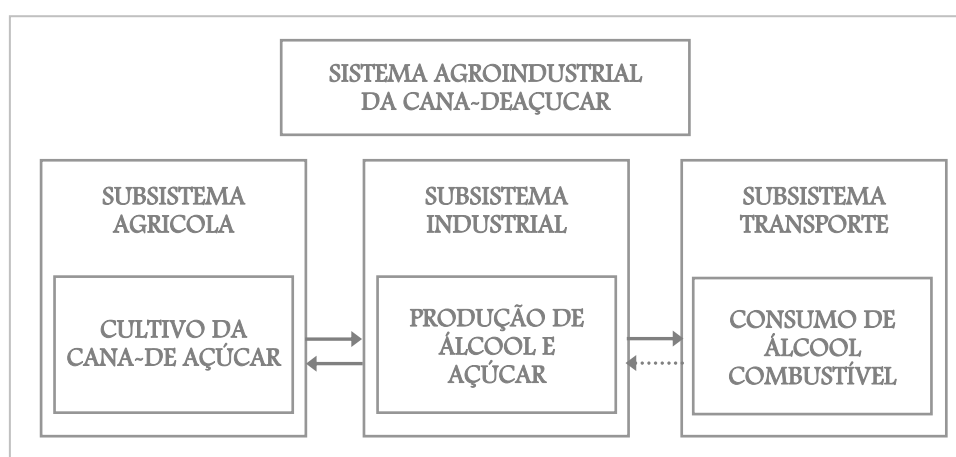 SISTEMA AGROINDUSTRIAL
DA CANA-DEAÇUCAR
SUBSISTEMA
AGRICOLA
CULTIVO DA
CANA-DE AÇÚCAR
SUBSISTEMA
INDUSTRIAL
PRODUÇÃO DE
ÁLCOOL E
AÇÚCAR
SUBSISTEMA
TRANSPORTE
CONSUMO DE
ÁLCOOL
COMBUSTÍVEL